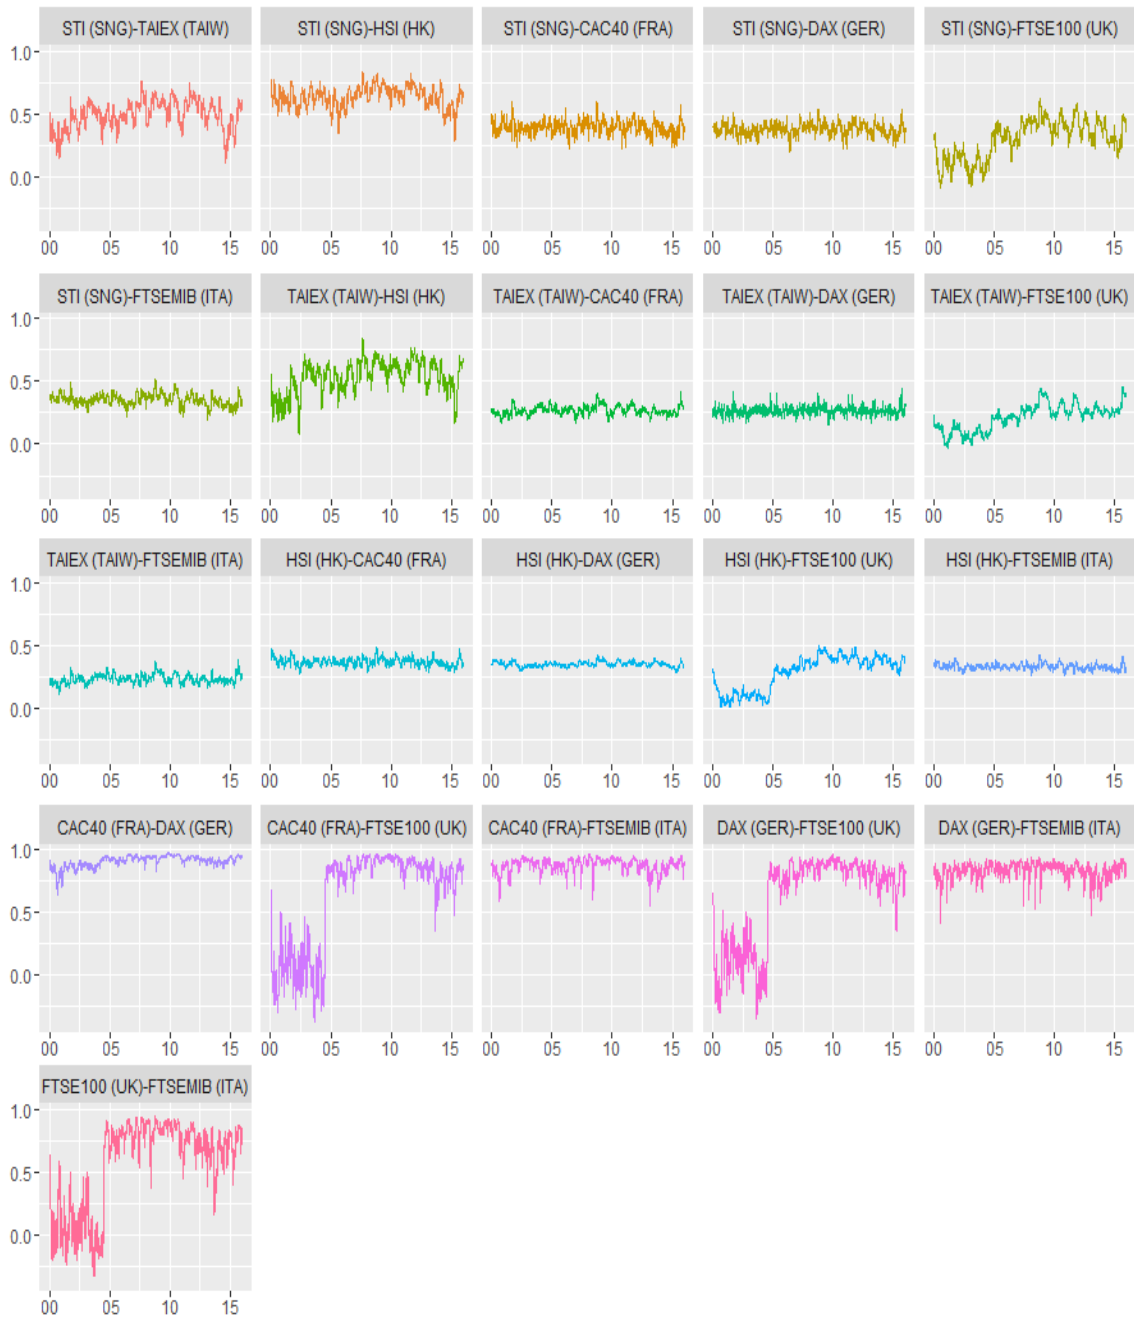 STI (SNG)-TAIEX (TAIW) STI (SNG)-HSI (HK) STI (SNG)-CAC40 (FRA) STI (SNG)-DAX (GER) STI (SNG)-FTSE100 (UK)
1.0
0.5
0.0
00 05 10 15 00 05 10 15 00 05 10 15 00 05 10 15 00 05 10 15
STI (SNG)-FTSEMIB (ITA) TAIEX (TAIW)-HSI (HK) TAIEX (TAIW)-CAC40 (FRA) TAIEX (TAIW)-DAX (GER) TAIEX (TAIW)-FTSE100 (UK)
1.0
0.5
0.0
00 05 10 15 00 05 10 15 00 05 10 15 00 05 10 15 00 05 10 15
TAIEX (TAIW)-FTSEMIB (ITA) HSI (HK)-CAC40 (FRA) HSI (HK)-DAX (GER) HSI (HK)-FTSE100 (UK) HSI (HK)-FTSEMIB (ITA)
1.0
0.5
0.0
00 05 10 15 00 05 10 15 00 05 10 15 00 05 10 15 00 05 10 15
CAC40 (FRA)-DAX (GER) CAC40 (FRA)-FTSE100 (UK) CAC40 (FRA)-FTSEMIB (ITA) DAX (GER)-FTSE100 (UK) DAX (GER)-FTSEMIB (ITA)
1.0
0.5
0.0
00 05 10 15 00 05 10 15 00 05 10 15 00 05 10 15 00 05 10 15
FTSE100 (UK)-FTSEMIB (ITA)
1.0
0.5
0.0
00 05 10 15